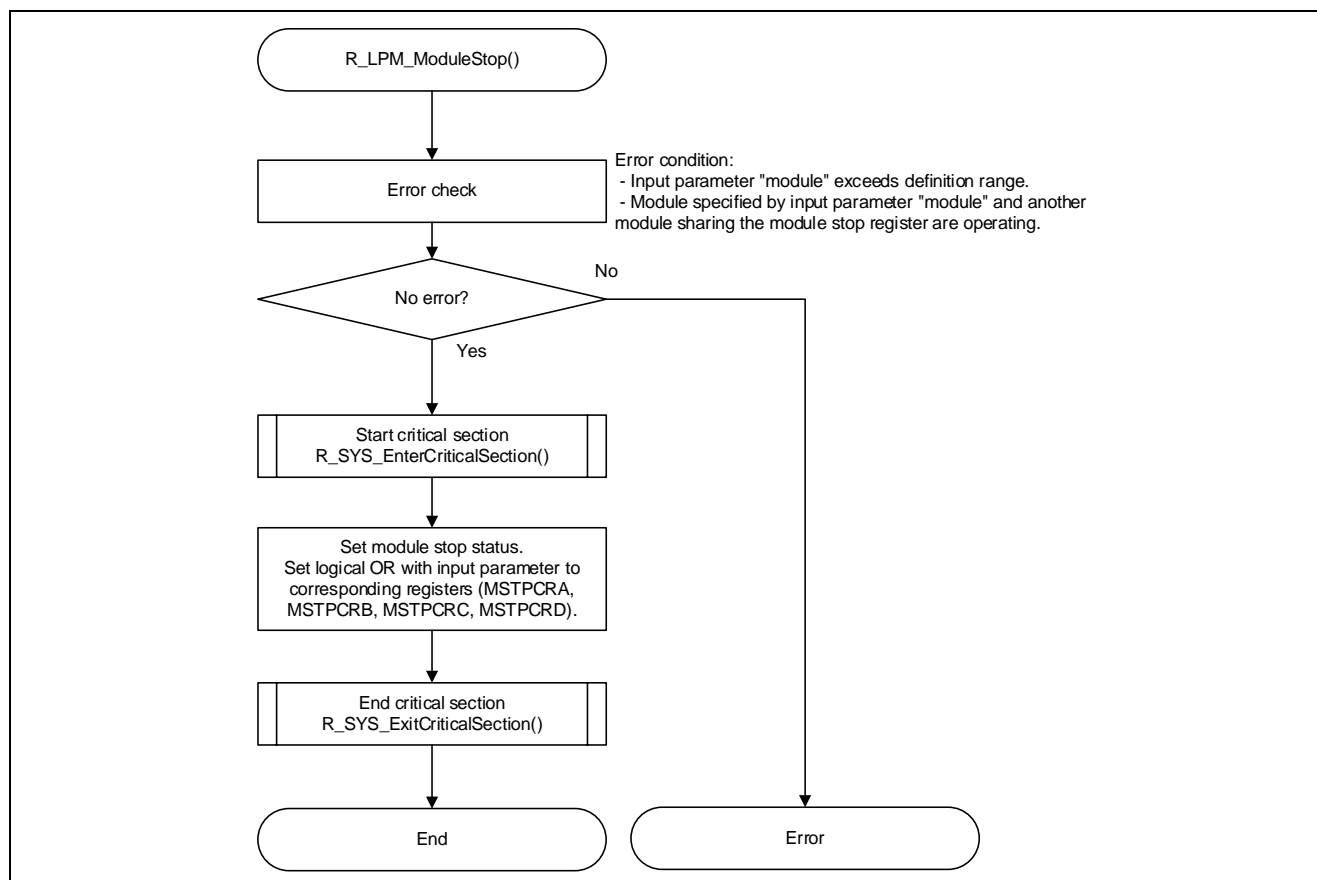 R_LPM_ModuleStop()
Error check
Error condition:
- Input parameter "module" exceeds definition range.
- Module specified by input parameter "module" and another
module sharing the module stop register are operating.
No error?
No
Yes
Start critical section
R_SYS_EnterCriticalSection()
Set module stop status.
Set logical OR with input parameter to
corresponding registers (MSTPCRA,
MSTPCRB, MSTPCRC, MSTPCRD).
End critical section
R_SYS_ExitCriticalSection()
End
Error